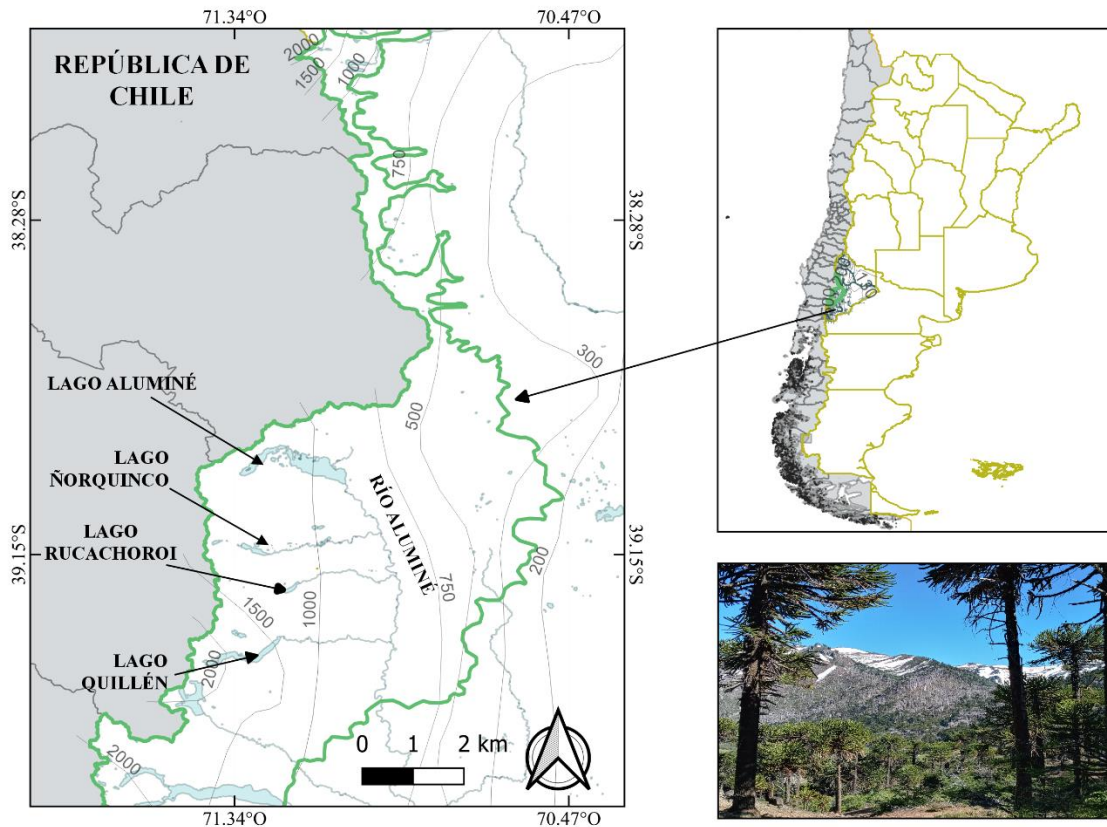 71.34°O
70.47°O
REPÚBLICA DE
CHILE
2000
1500
1000
750
38.28°S
38.28°S
300
500
LAGO ALUMINÉ
LAGO
ÑORQUINCO
LAGO
RUCACHOROI
RÍO ALUMINÉ
39.15°S
39.15°S
200
750
1500
1000
LAGO
QUILLÉN
2000
2000
0 1 2 km
71.34°O
70.47°O